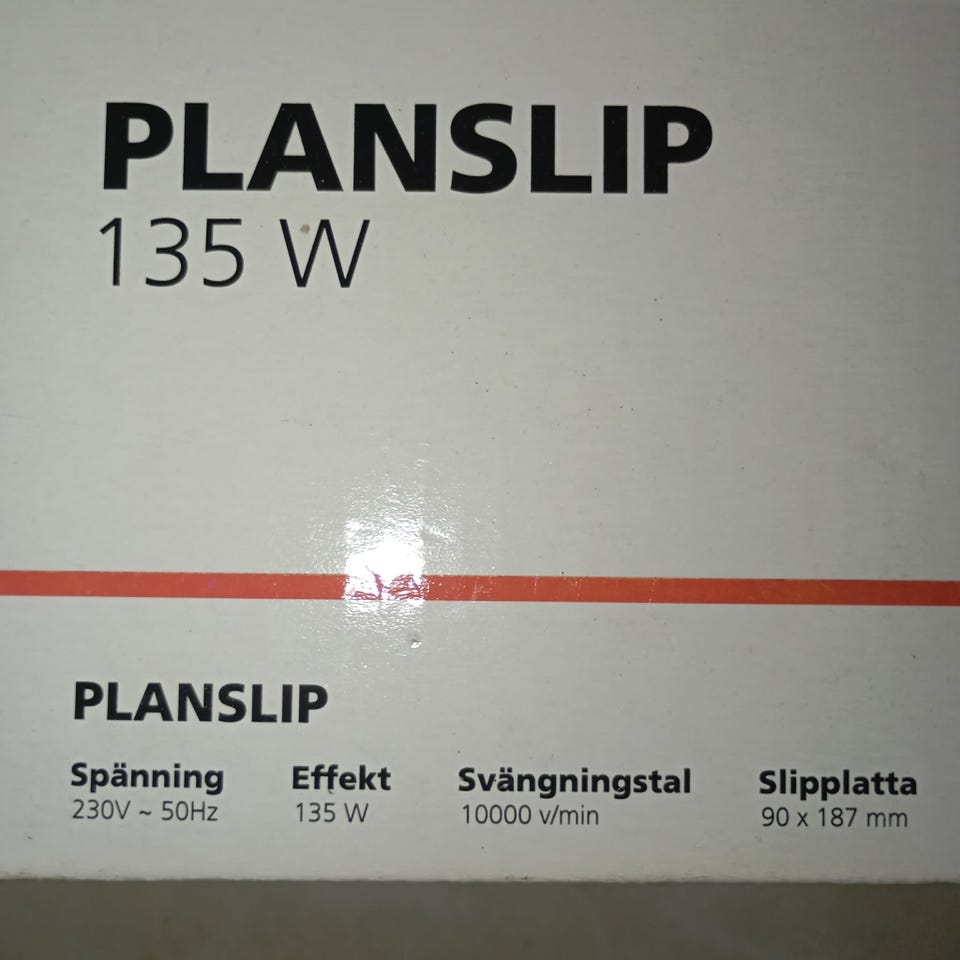 PLANSLIP
135 W
PLANSLIP
Spänning Effekt Svängningstal Slipplatta
230V ~ 50Hz 135 W 10000 v/min 90 x 187 mm